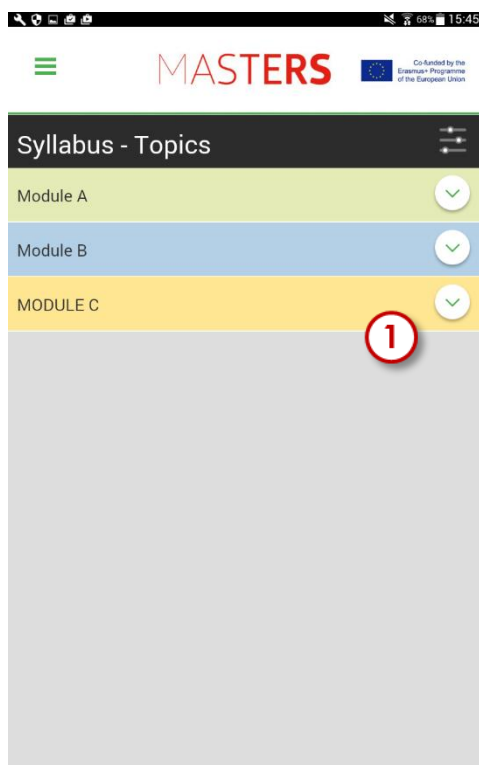 68% 15:45
MASTERS
Co-funded by the
Erasmus+ Programme
of the European Union
Syllabus - Topics
Module A
Module B
MODULE C
1